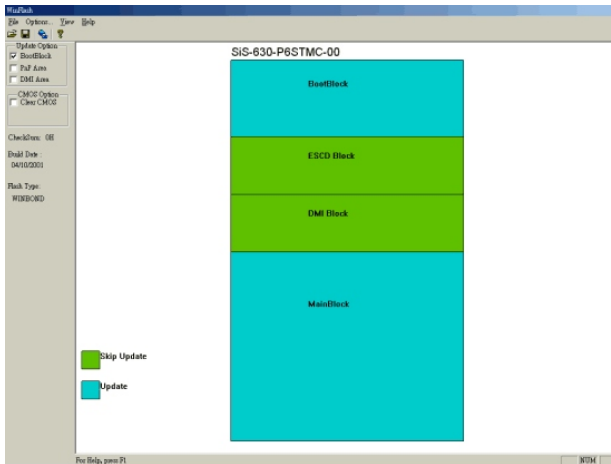 WinFlash
File Options... View Help
Update Option
BootBlock
PnP Area
DMI Area
CMOS Option
Clear CMOS
CheckSum: 0H
Build Date :
04/10/2001
Flash Type:
WINBOND
SiS-630-P6STMC-00
BootBlock
ESCD Block
DMI Block
MainBlock
Skip Update
Update
For Help, press F1
NUM